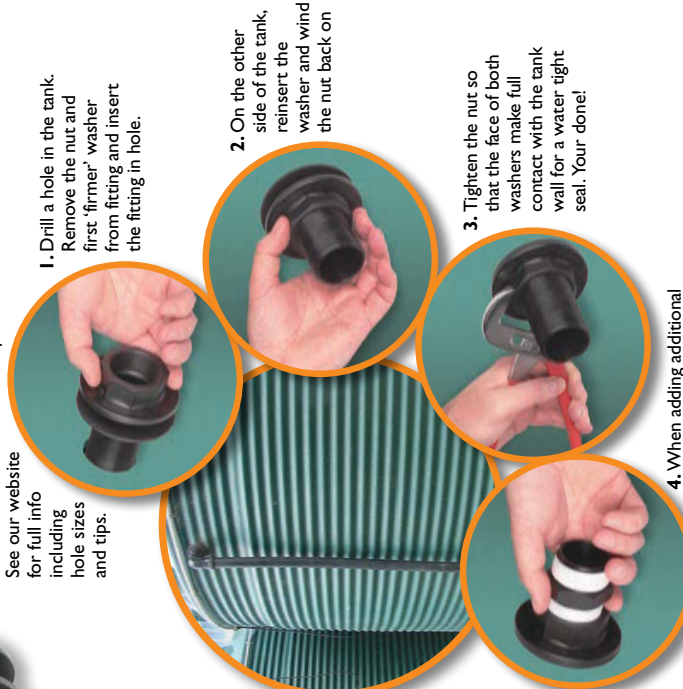 See our website
for full info
including
hole sizes
and tips.
1. Drill a hole in the tank.
Remove the nut and
first ‘firmer’ washer
from fitting and insert
the fitting in hole.
2. On the other
side of the tank,
reinsert the
washer and wind
the nut back on
3. Tighten the nut so
that the face of both
washers make full
contact with the tank
wall for a water tight
seal. Your done!
4. When adding additional